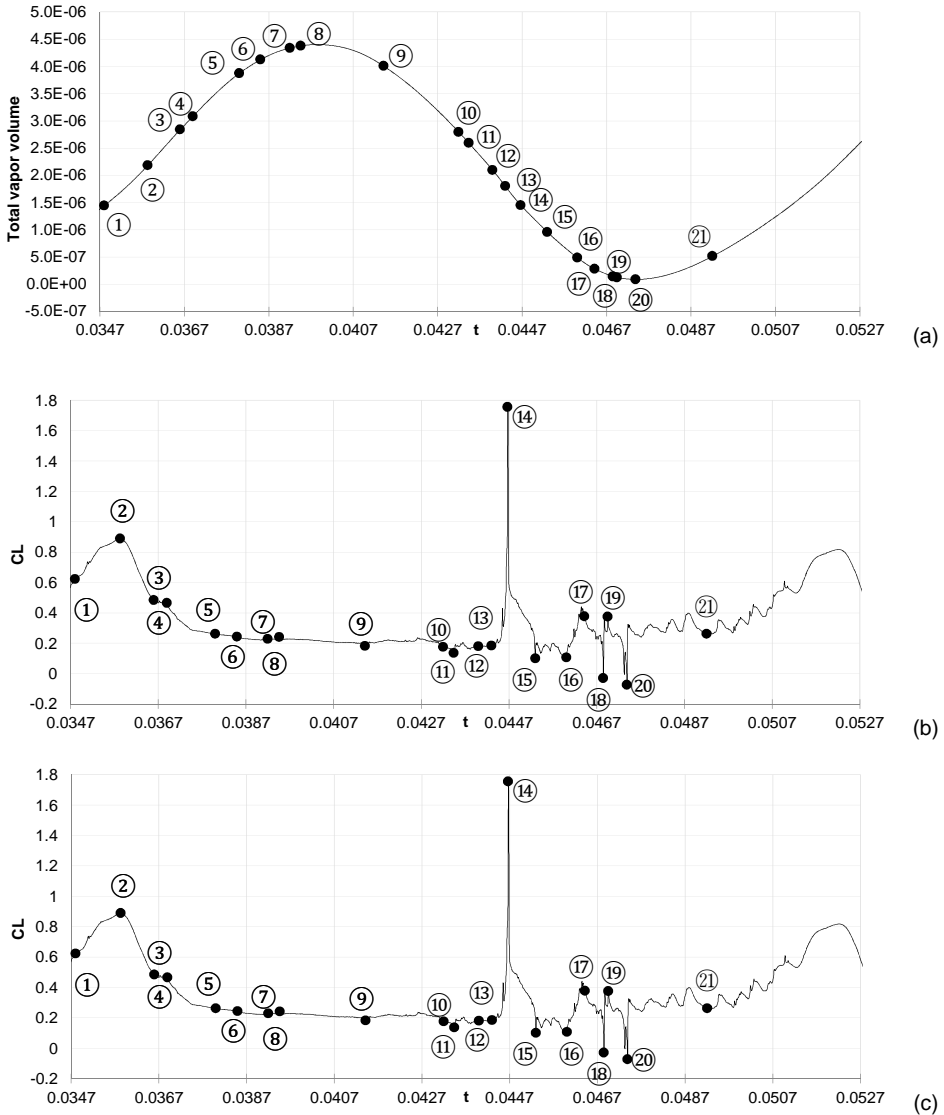 5.0E-06
4.5E-06
4.0E-06
3.5E-06
3.0E-06
2.5E-06
2.0E-06
1.5E-06
1.0E-06
5.0E-07
0.0E+00
-5.0E-07
Total vapor volume
① ② ③ ④ ⑤ ⑥ ⑦ ⑧ ⑨ ⑩ ⑪ ⑫ ⑬ ⑭ ⑮ ⑯ ⑰ ⑱ ⑲ ⑳ ㉑
0.0347 0.0367 0.0387 0.0407 0.0427 t 0.0447 0.0467 0.0487 0.0507 0.0527
(a)
1.8
1.6
1.4
1.2
1
0.8
0.6
0.4
0.2
0
-0.2
CL
① ② ③ ④ ⑤ ⑥ ⑦ ⑧ ⑨ ⑩ ⑪ ⑫ ⑬ ⑭ ⑮ ⑯ ⑰ ⑱ ⑲ ⑳ ㉑
0.0347 0.0367 0.0387 0.0407 t 0.0427 0.0447 0.0467 0.0487 0.0507 0.0527
(b)
1.8
1.6
1.4
1.2
1
0.8
0.6
0.4
0.2
0
-0.2
CL
① ② ③ ④ ⑤ ⑥ ⑦ ⑧ ⑨ ⑩ ⑪ ⑫ ⑬ ⑭ ⑮ ⑯ ⑰ ⑱ ⑲ ⑳ ㉑
0.0347 0.0367 0.0387 0.0407 0.0427 t 0.0447 0.0467 0.0487 0.0507 0.0527
(c)